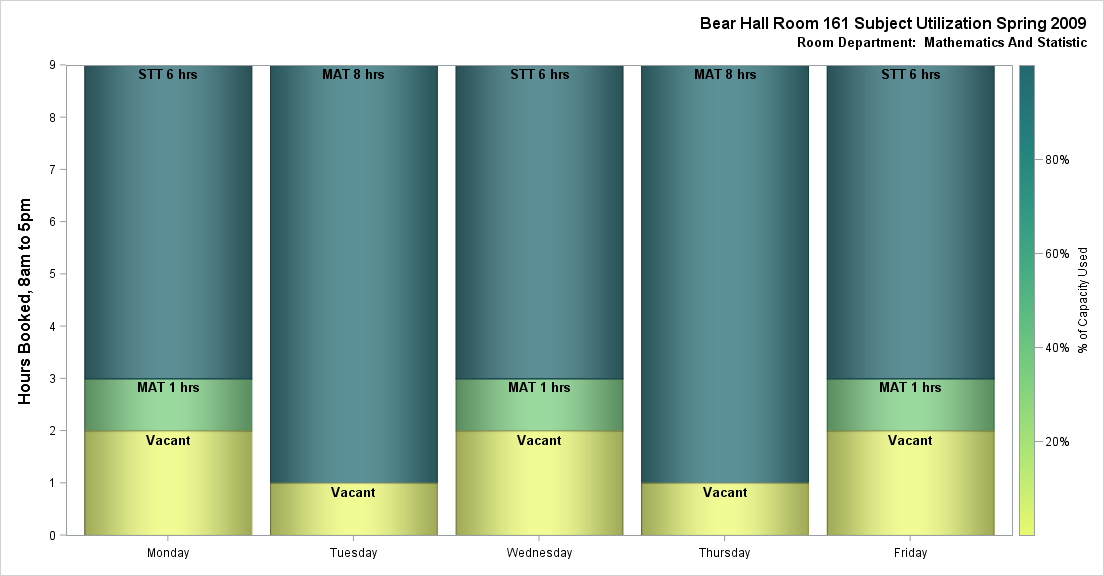 Bear Hall Room 161 Subject Utilization Spring 2009
Room Department: Mathematics And Statistic
Hours Booked, 8am to 5pm
9
8
7
6
5
4
3
2
1
0
STT 6 hrs
MAT 1 hrs
Vacant
MAT 8 hrs
Vacant
STT 6 hrs
MAT 1 hrs
Vacant
MAT 8 hrs
Vacant
STT 6 hrs
MAT 1 hrs
Vacant
Monday
Tuesday
Wednesday
Thursday
Friday
80%
60%
40%
20%
% of Capacity Used